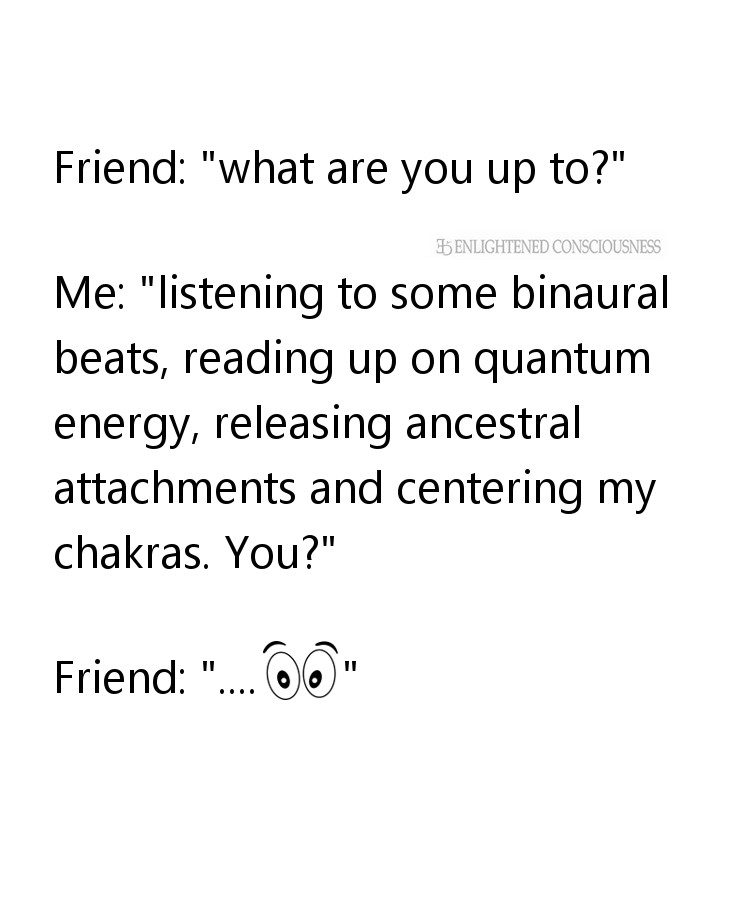 Friend: "what are you up to?"
ENLIGHTENED CONSCIOUSNESS
Me: "listening to some binaural
beats, reading up on quantum
energy, releasing ancestral
attachments and centering my
chakras. You?"
Friend: "....👀"